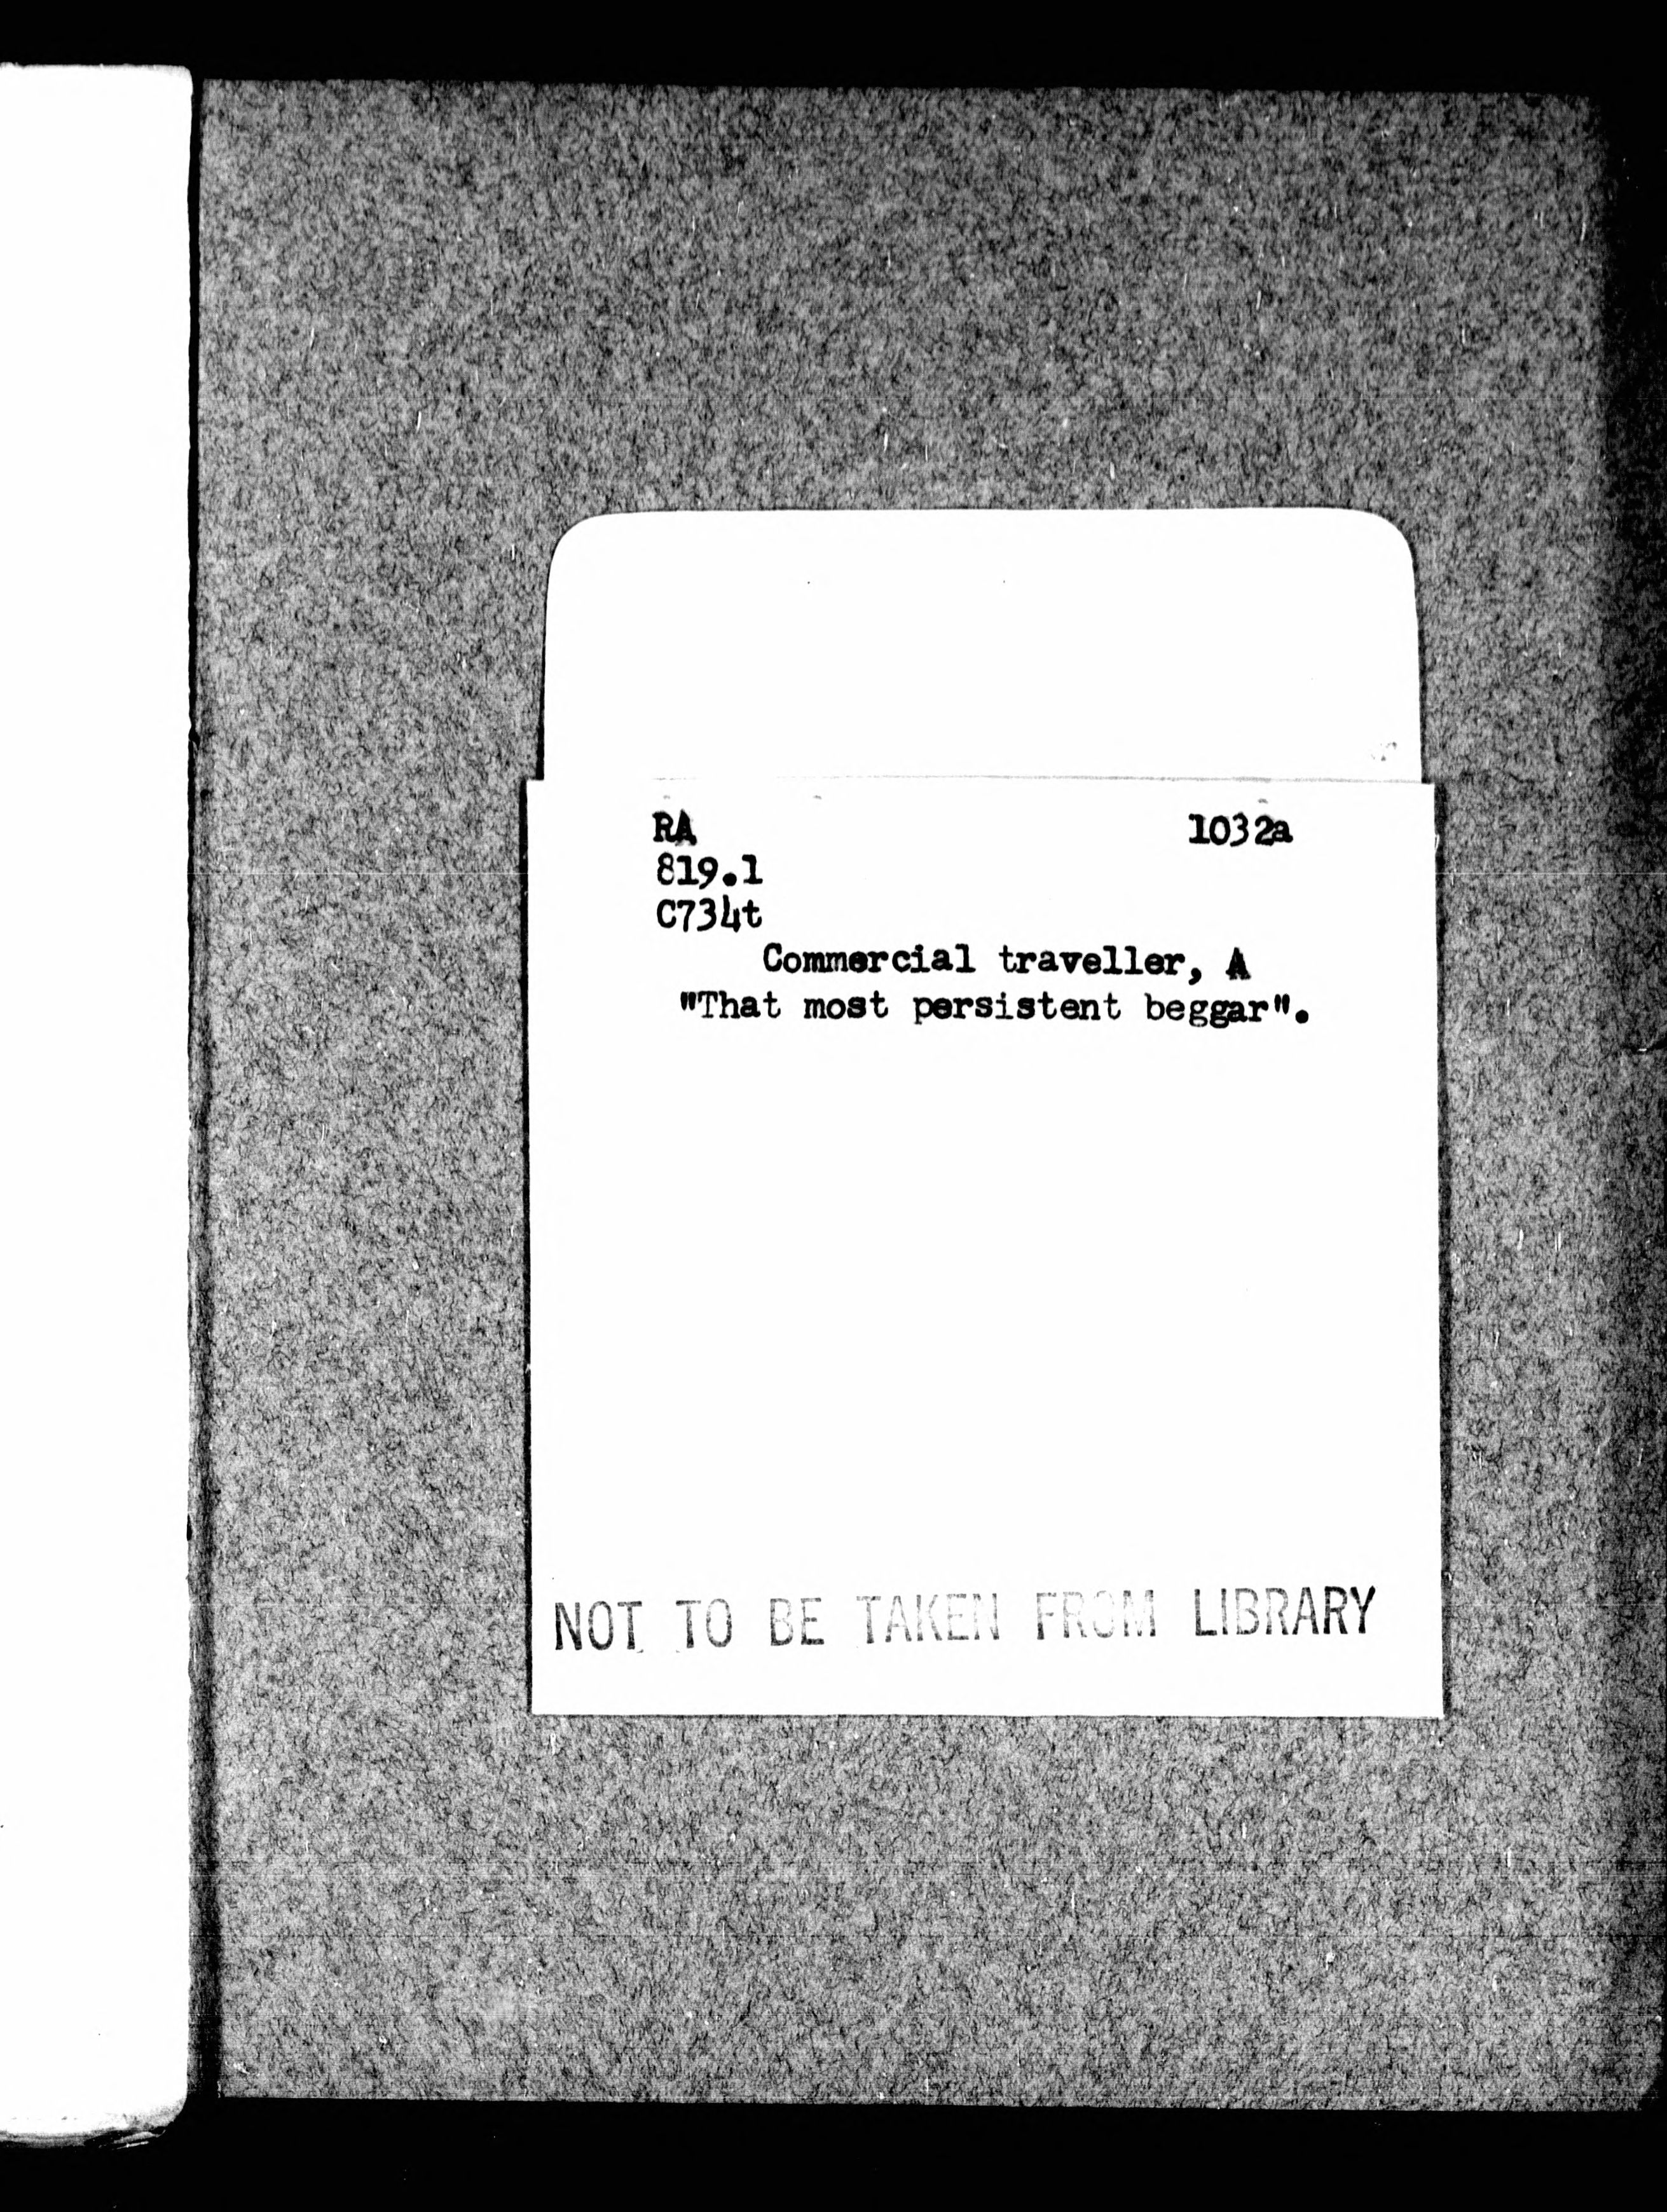 RA 1032a
819.1
C734t
Commercial traveller, A
"That most persistent beggar".
NOT TO BE TAKEN FROM LIBRARY